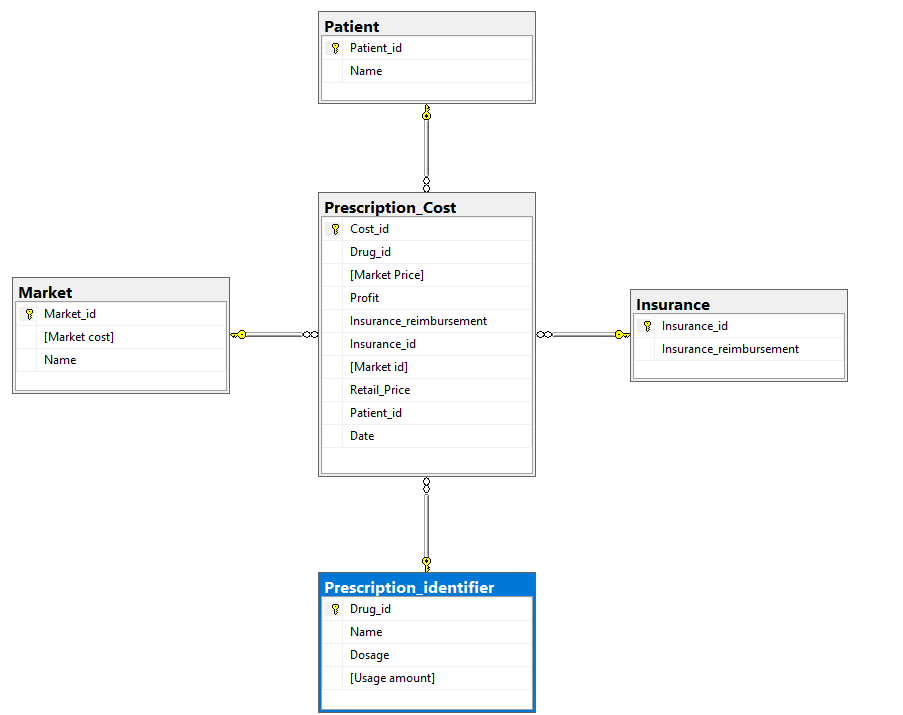 Patient
Patient_id
Name
Prescription_Cost
Cost_id
Drug_id
[Market Price]
Profit
Insurance_reimbursement
Insurance_id
[Market id]
Retail_Price
Patient_id
Date
Market
Market_id
[Market cost]
Name
Insurance
Insurance_id
Insurance_reimbursement
Prescription_identifier
Drug_id
Name
Dosage
[Usage amount]